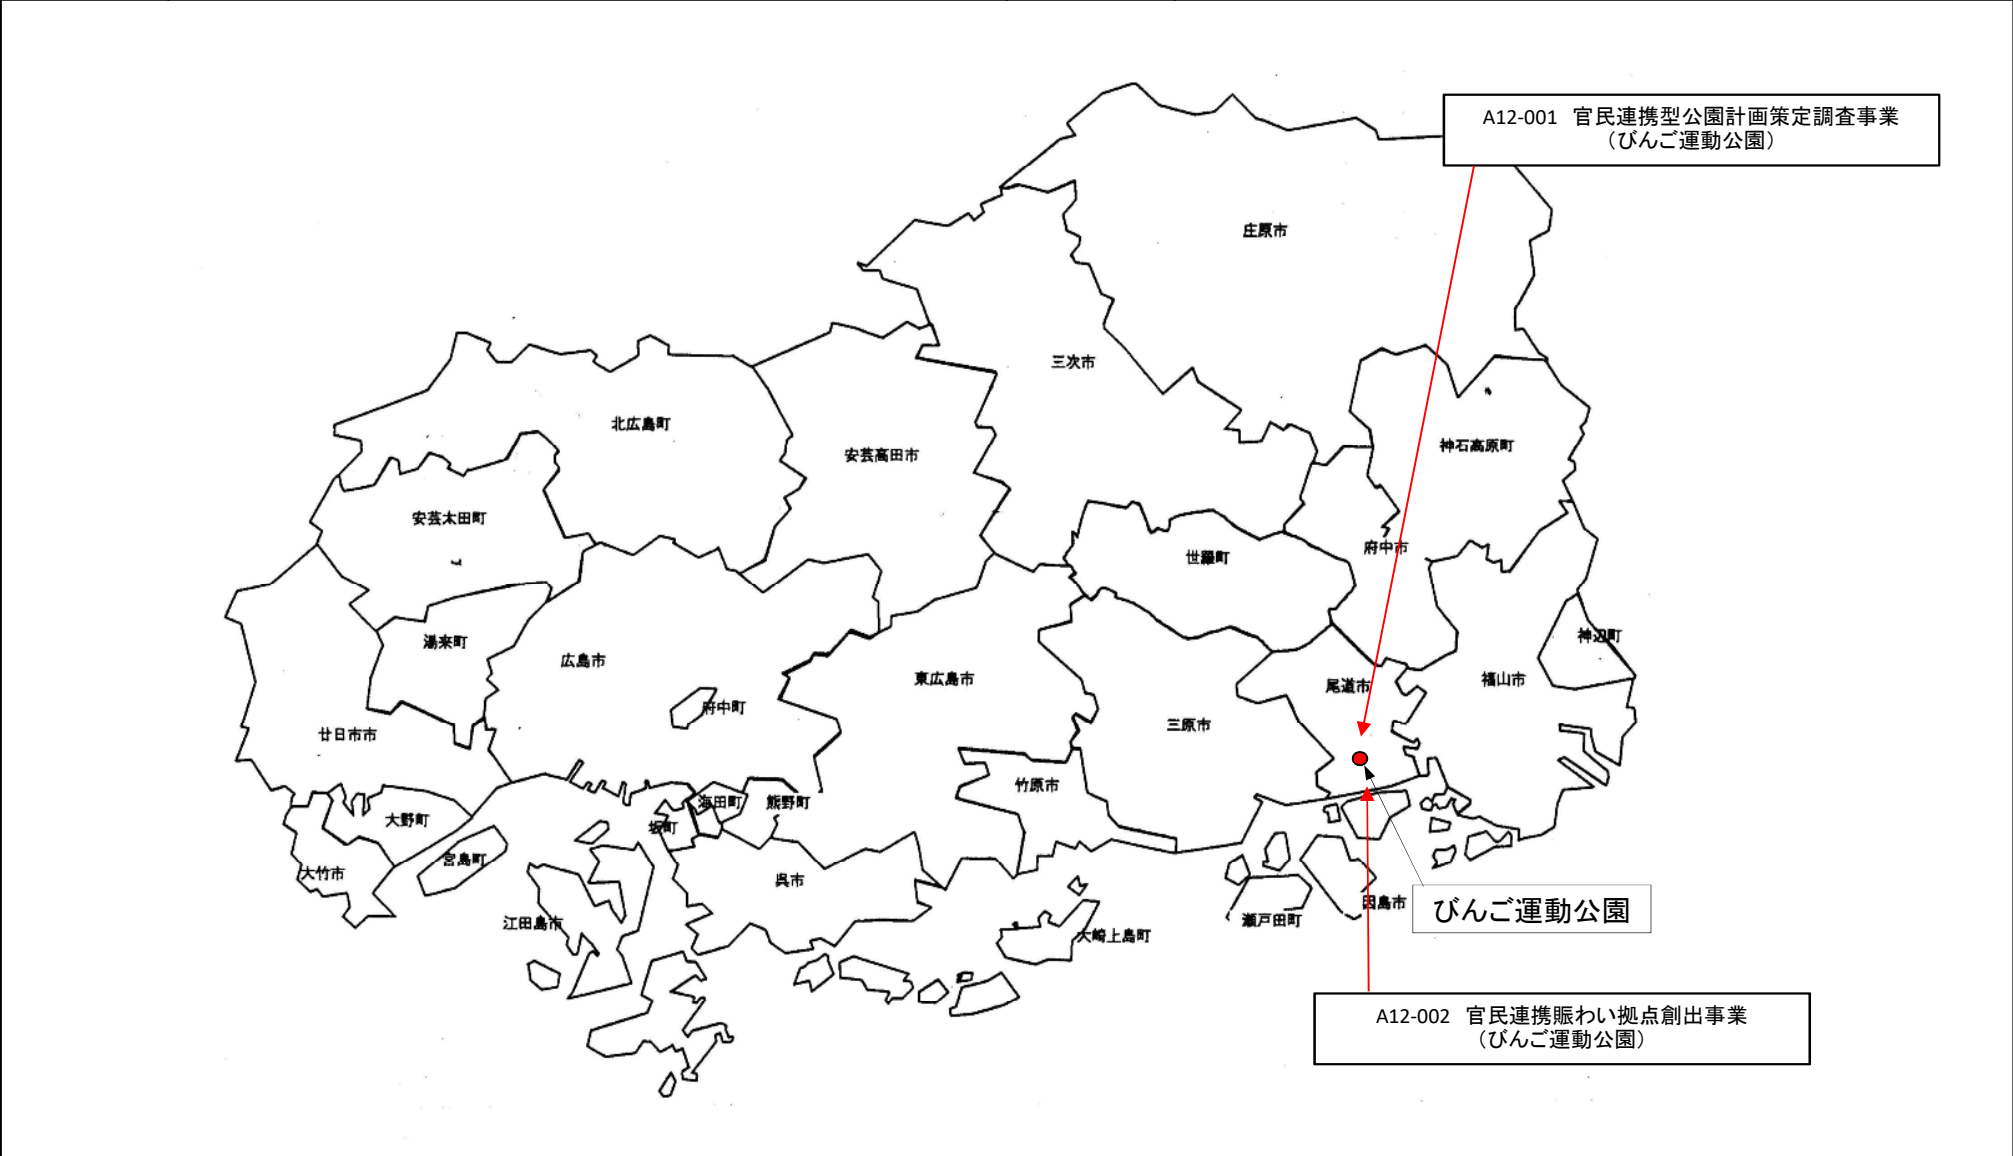 A12-001 官民連携型公園計画策定調査事業
（びんご運動公園）
庄原市
三次市
北広島町
安芸高田市
神石高原町
安芸太田町
府中市
世羅町
神辺町
湯来町
広島市
東広島市
尾道市
福山市
府中町
三原市
廿日市市
竹原市
海田町
熊野町
大野町
坂町
宮島町
大竹市
呉市
因島市
びんご運動公園
瀬戸田町
江田島市
大崎上島町
A12-002 官民連携賑わい拠点創出事業
（びんご運動公園）